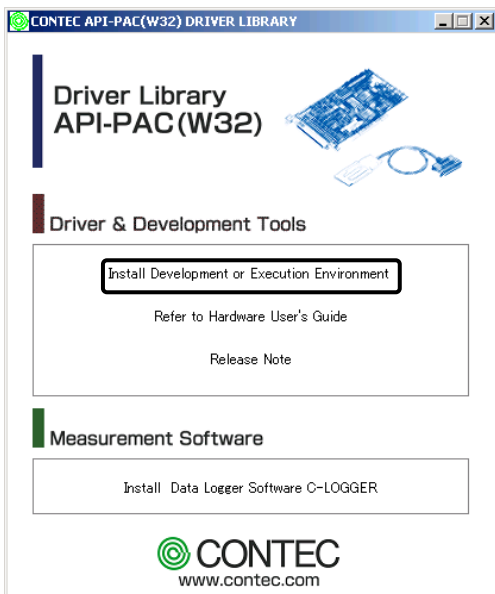 CONTEC API-PAC(W32) DRIVER LIBRARY
Driver Library
API-PAC(W32)
Driver & Development Tools
Install Development or Execution Environment
Refer to Hardware User's Guide
Release Note
Measurement Software
Install Data Logger Software C-LOGGER
CONTEC
www.contec.com